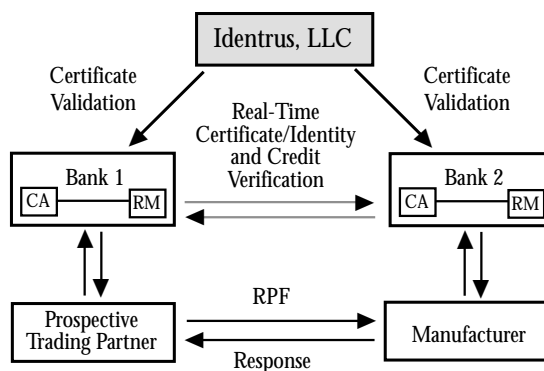 Identrus, LLC
Certificate
Validation
Certificate
Validation
Real-Time
Certificate/Identity
and Credit
Verification
Bank 1
CA
RM
Bank 2
CA
RM
RPF
Prospective
Trading Partner
Manufacturer
Response